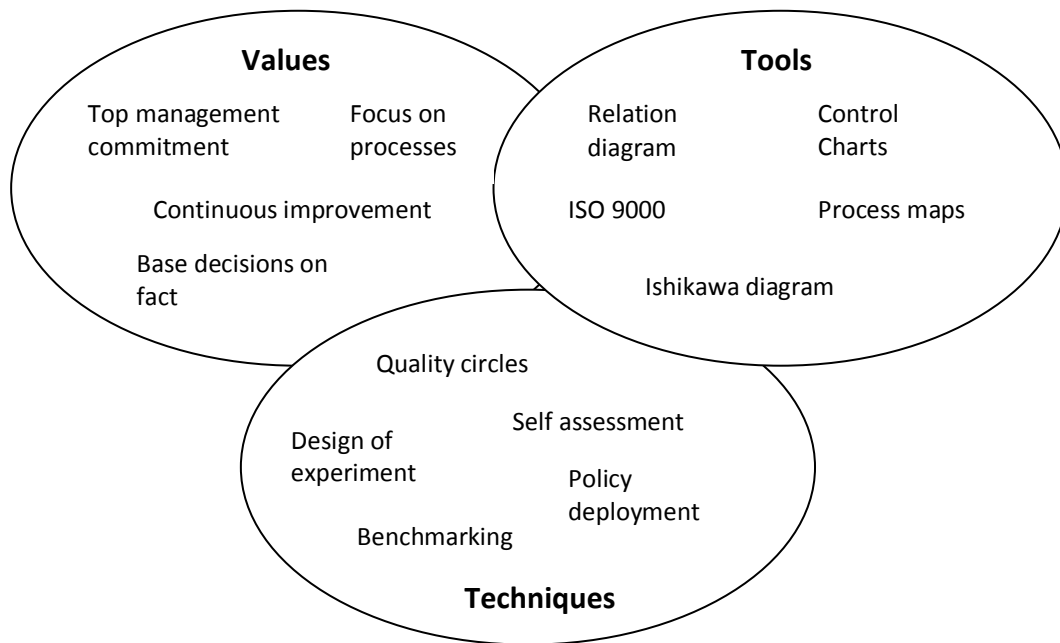 Values
Top management
commitment
Focus on
processes
Continuous improvement
Base decisions on
fact
Tools
Relation
diagram
Control
Charts
ISO 9000
Process maps
Ishikawa diagram
Quality circles
Self assessment
Design of
experiment
Policy
deployment
Benchmarking
Techniques